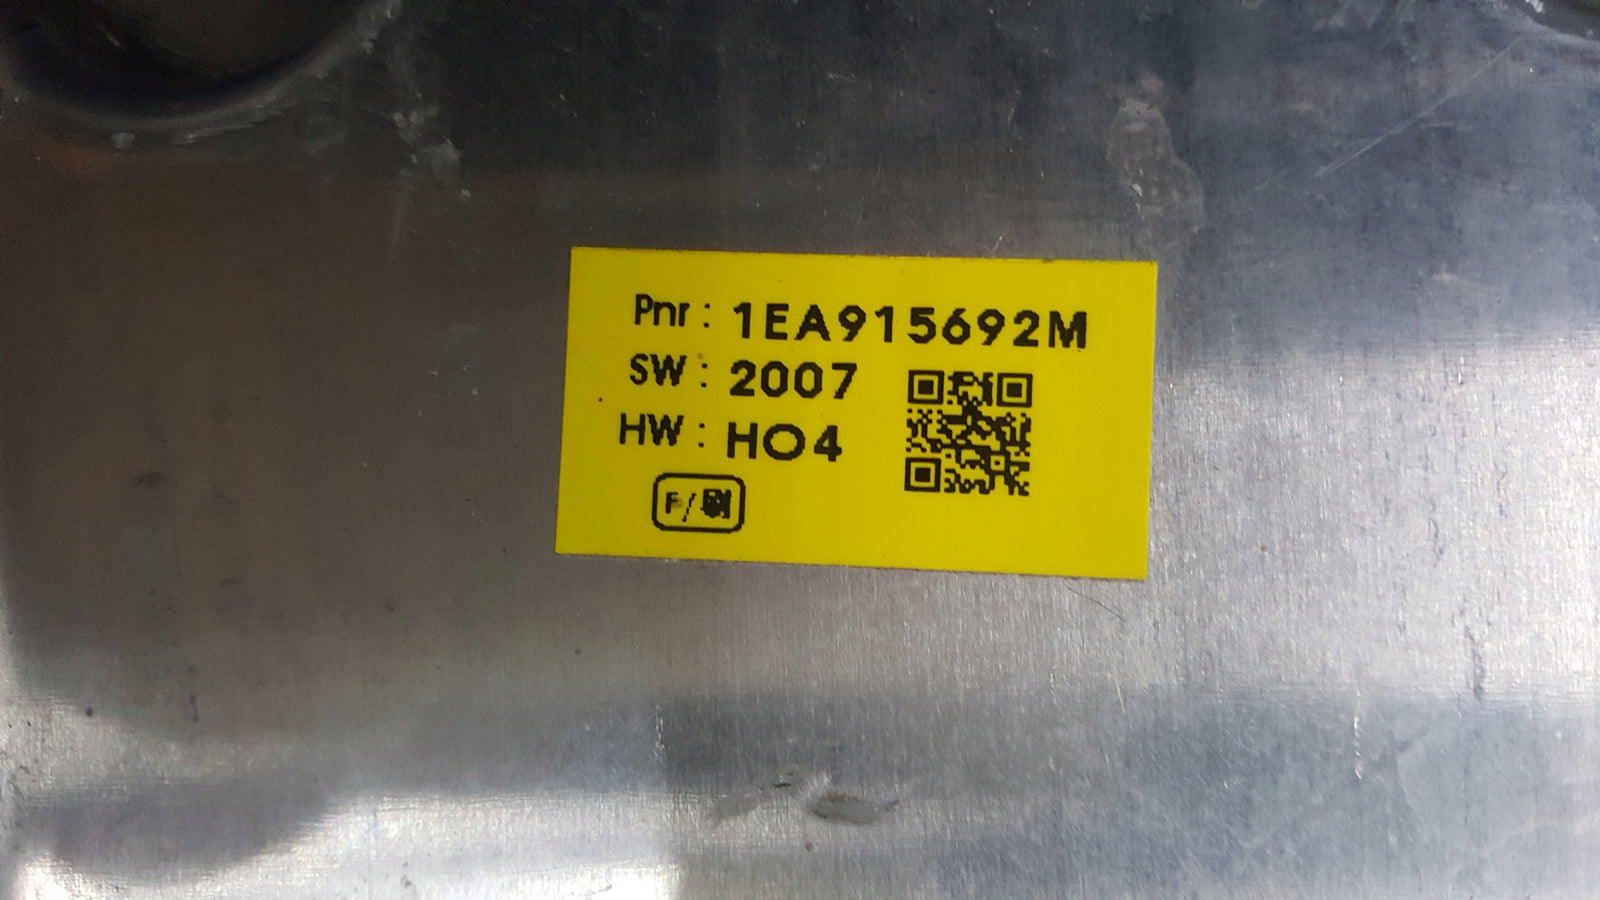 Pnr : 1EA915692M
SW : 2007
HW : HO4
F/